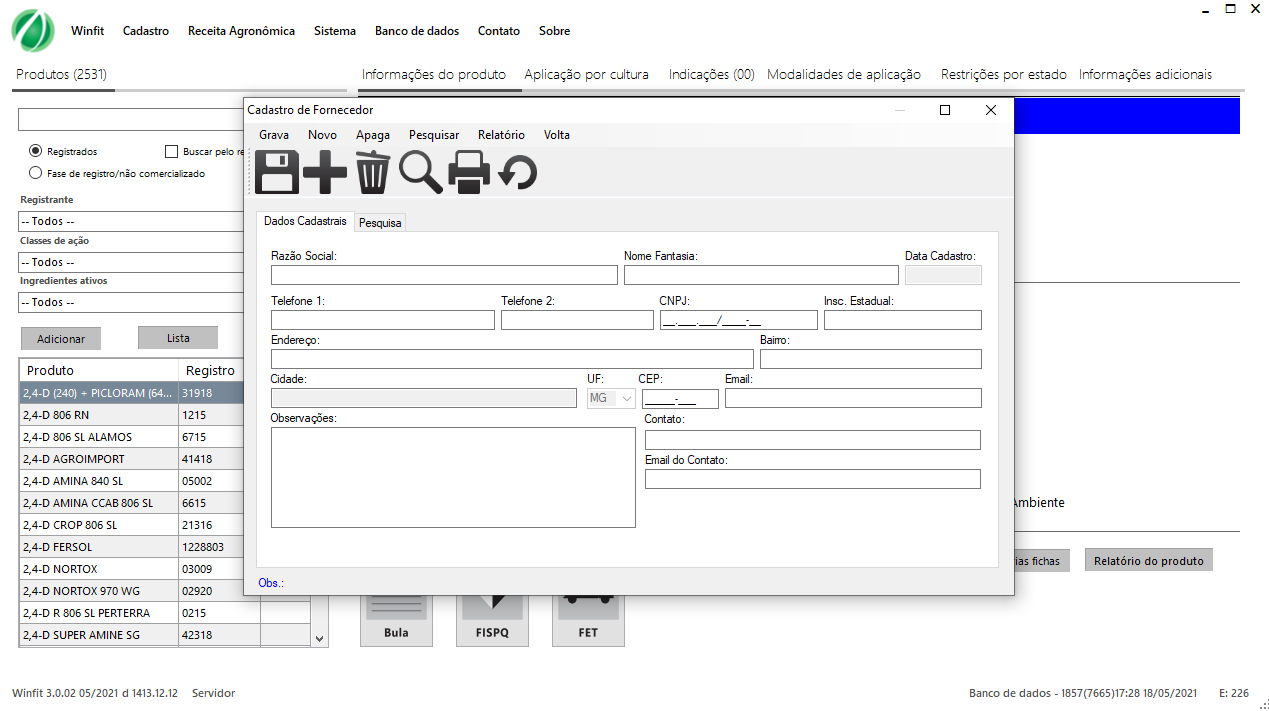 Winfit Cadastro Receita Agronômica Sistema Banco de dados Contato Sobre
Produtos (2531)
Informações do produto Aplicação por cultura Indicações (00) Modalidades de aplicação Restrições por estado Informações adicionais
Registrados
Buscar pelo
Fase de registro/não comercializado
Registrante
-- Todos --
Classes de ação
-- Todos --
Ingredientes ativos
-- Todos --
Adicionar Lista
Produto Registro
2,4-D (240) + PICLORAM (64... 31918
2,4-D 806 RN 1215
2,4-D 806 SL ALAMOS 6715
2,4-D AGROIMPORT 41418
2,4-D AMINA 840 SL 05002
2,4-D AMINA CCAB 806 SL 6615
2,4-D CROP 806 SL 21316
2,4-D FERSOL 1228803
2,4-D NORTOX 03009
2,4-D NORTOX 970 WG 02920
2,4-D R 806 SL PERTERRA 0215
2,4-D SUPER AMINE SG 42318
Cadastro de Fornecedor
Grava Novo Apaga Pesquisar Relatório Volta
Dados Cadastrais Pesquisa
Razão Social: Nome Fantasia: Data Cadastro:
Telefone 1: Telefone 2: CNPJ: Insc. Estadual:
__.___.___/____-__
Endereço: Bairro:
Cidade: UF: CEP: Email:
MG _____-___
Observações: Contato:
Email do Contato:
Obs.:
Ambiente
ias fichas Relatório do produto
Bula FISPQ FET
Winfit 3.0.02 05/2021 d 1413.12.12 Servidor
Banco de dados - 1857(7665)17:28 18/05/2021 E: 226